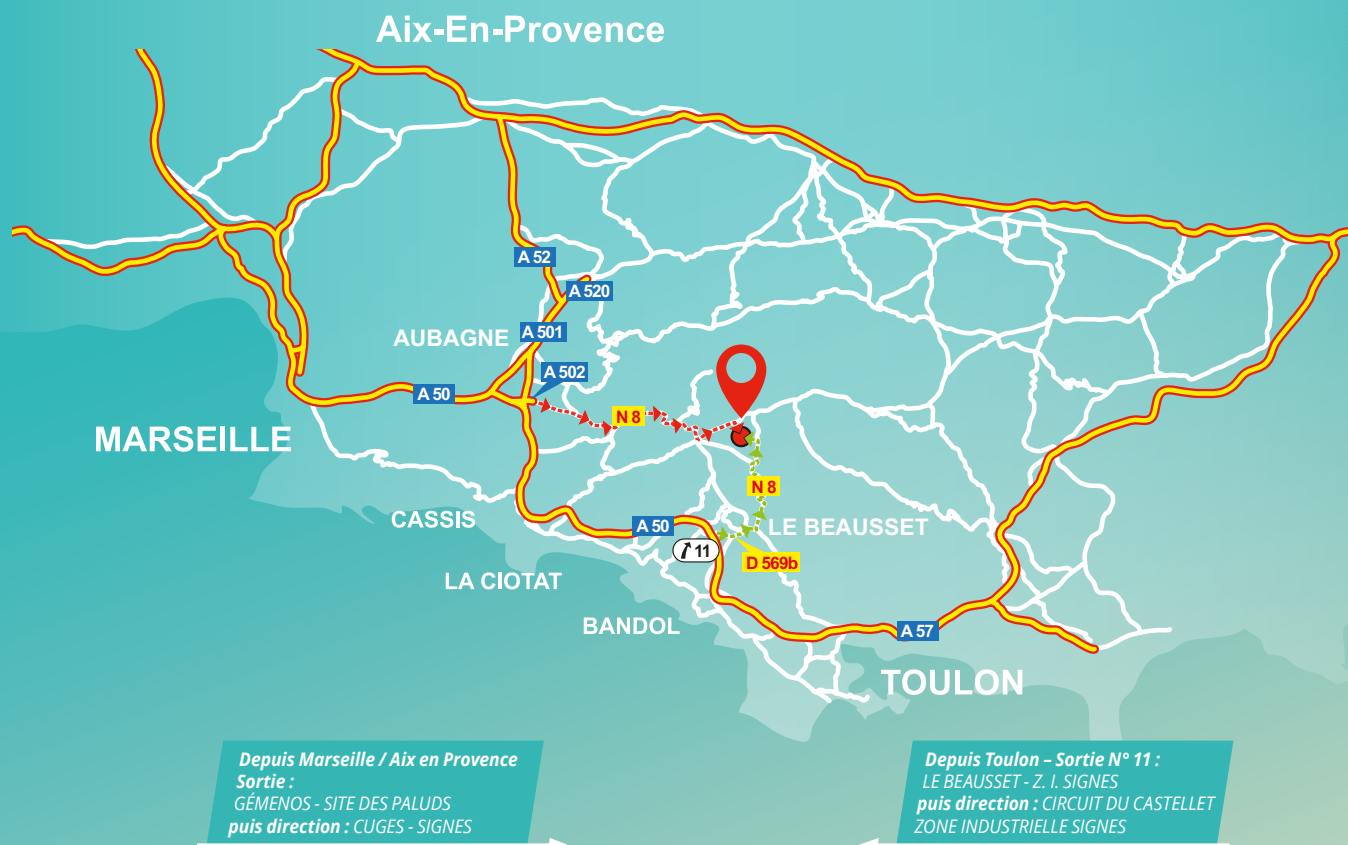 Aix-En-Provence
A 52
A 520
A 501
AUBAGNE
A 502
A 50
N 8
MARSEILLE
N 8
CASSIS
A 50
LE BEAUSSET
11
D 569b
LA CIOTAT
BANDOL
A 57
TOULON
Depuis Marseille / Aix en Provence
Sortie :
GÉMENOS - SITE DES PALUDS
puis direction : CUGES - SIGNES
Depuis Toulon – Sortie N° 11 :
LE BEAUSSET - Z. I. SIGNES
puis direction : CIRCUIT DU CASTELLET
ZONE INDUSTRIELLE SIGNES